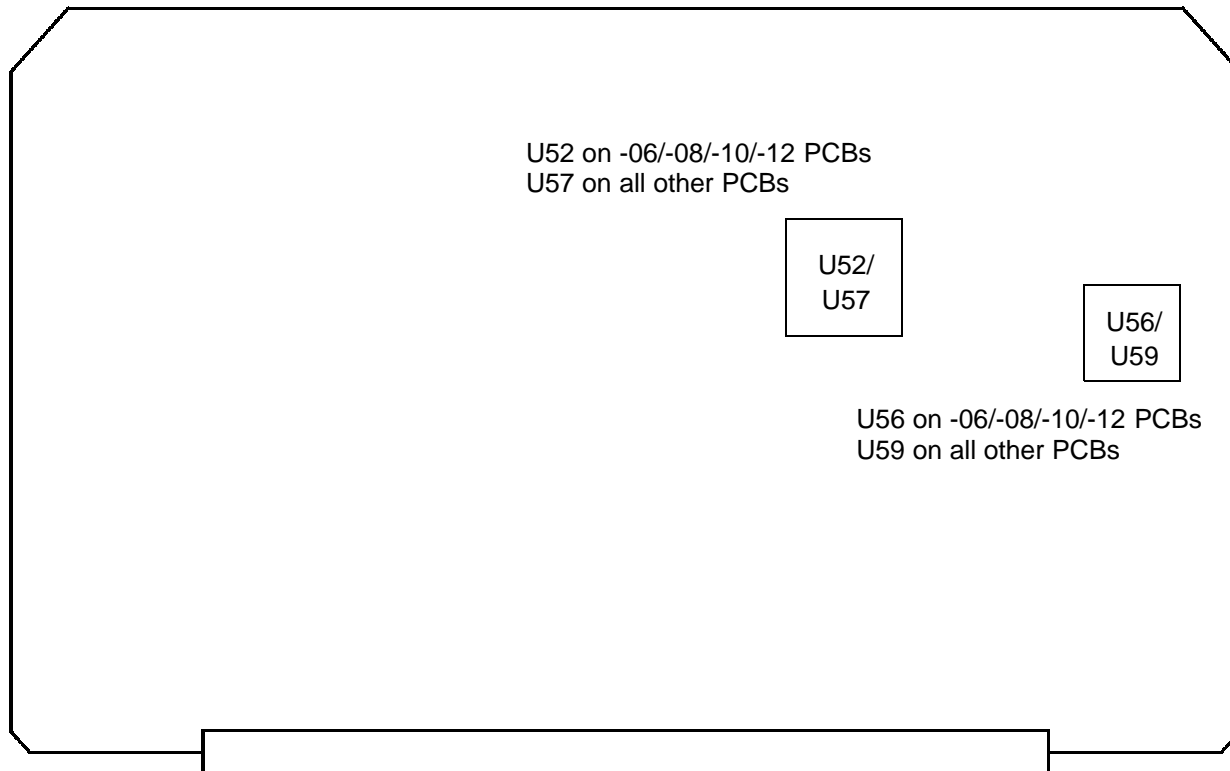 U52 on -06/-08/-10/-12 PCBs
U57 on all other PCBs
U52/
U57
U56/
U59
U56 on -06/-08/-10/-12 PCBs
U59 on all other PCBs